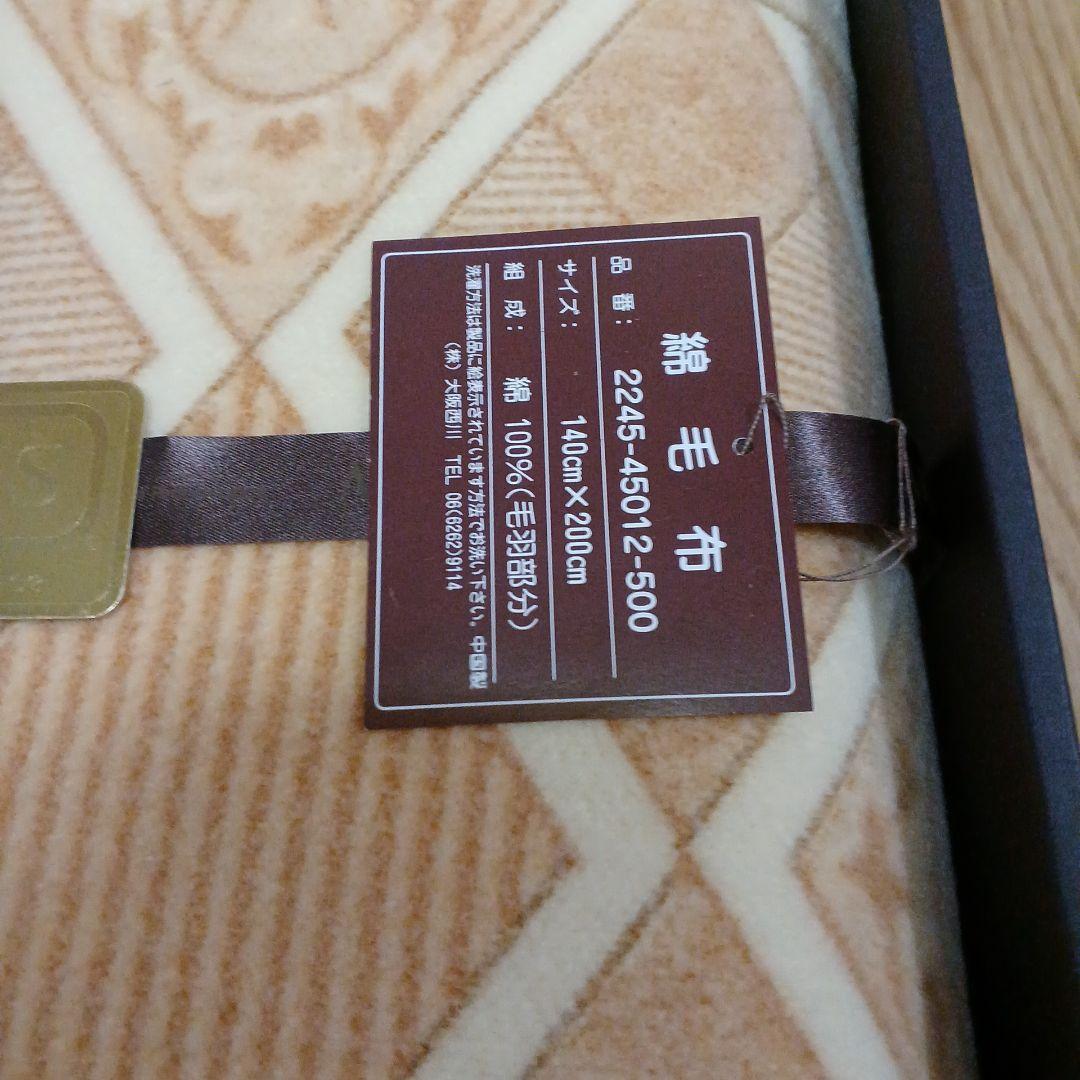 綿毛布
品番：2245-45012-500
サイズ：140cm×200cm
組成：綿 100%(毛羽部分)
洗濯方法は製品に絵表示されています方法でお洗い下さい。中国製
(株) 大阪西川 TEL 06(6262)9114